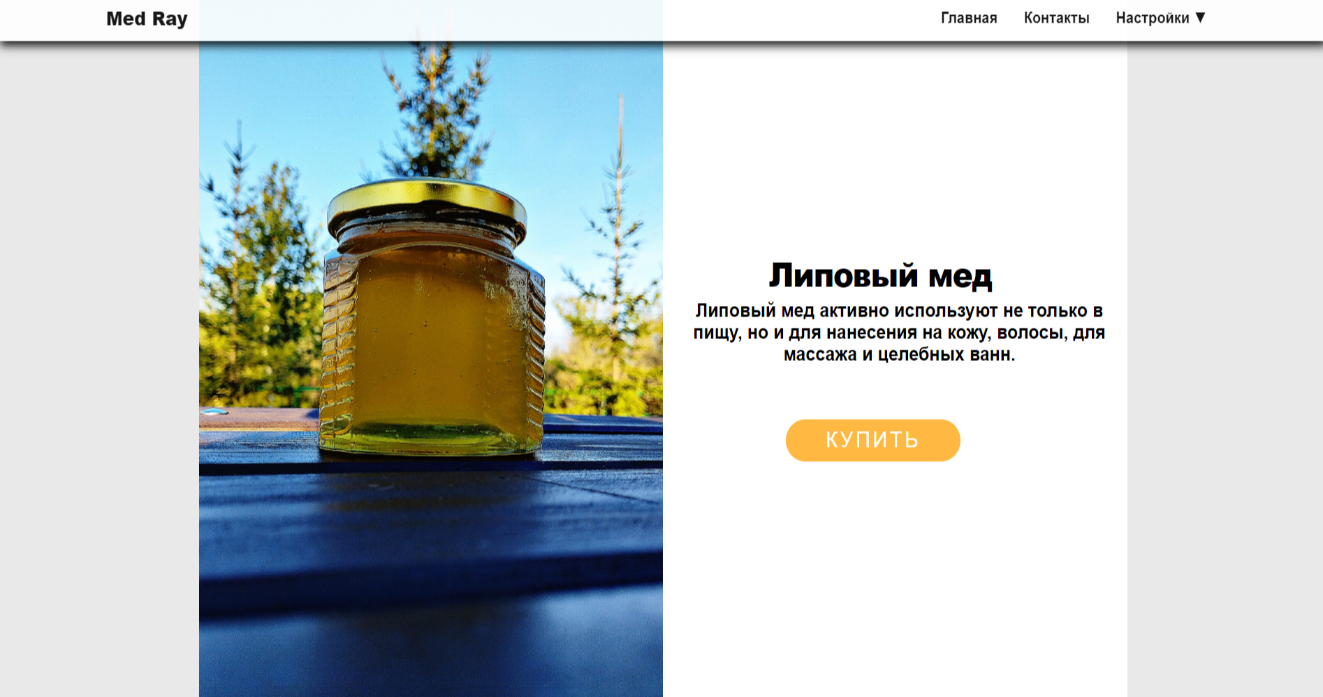 Med Ray
Главная Контакты Настройки ▼
Липовый мед
Липовый мед активно используют не только в
пищу, но и для нанесения на кожу, волосы, для
массажа и целебных ванн.
КУПИТЬ